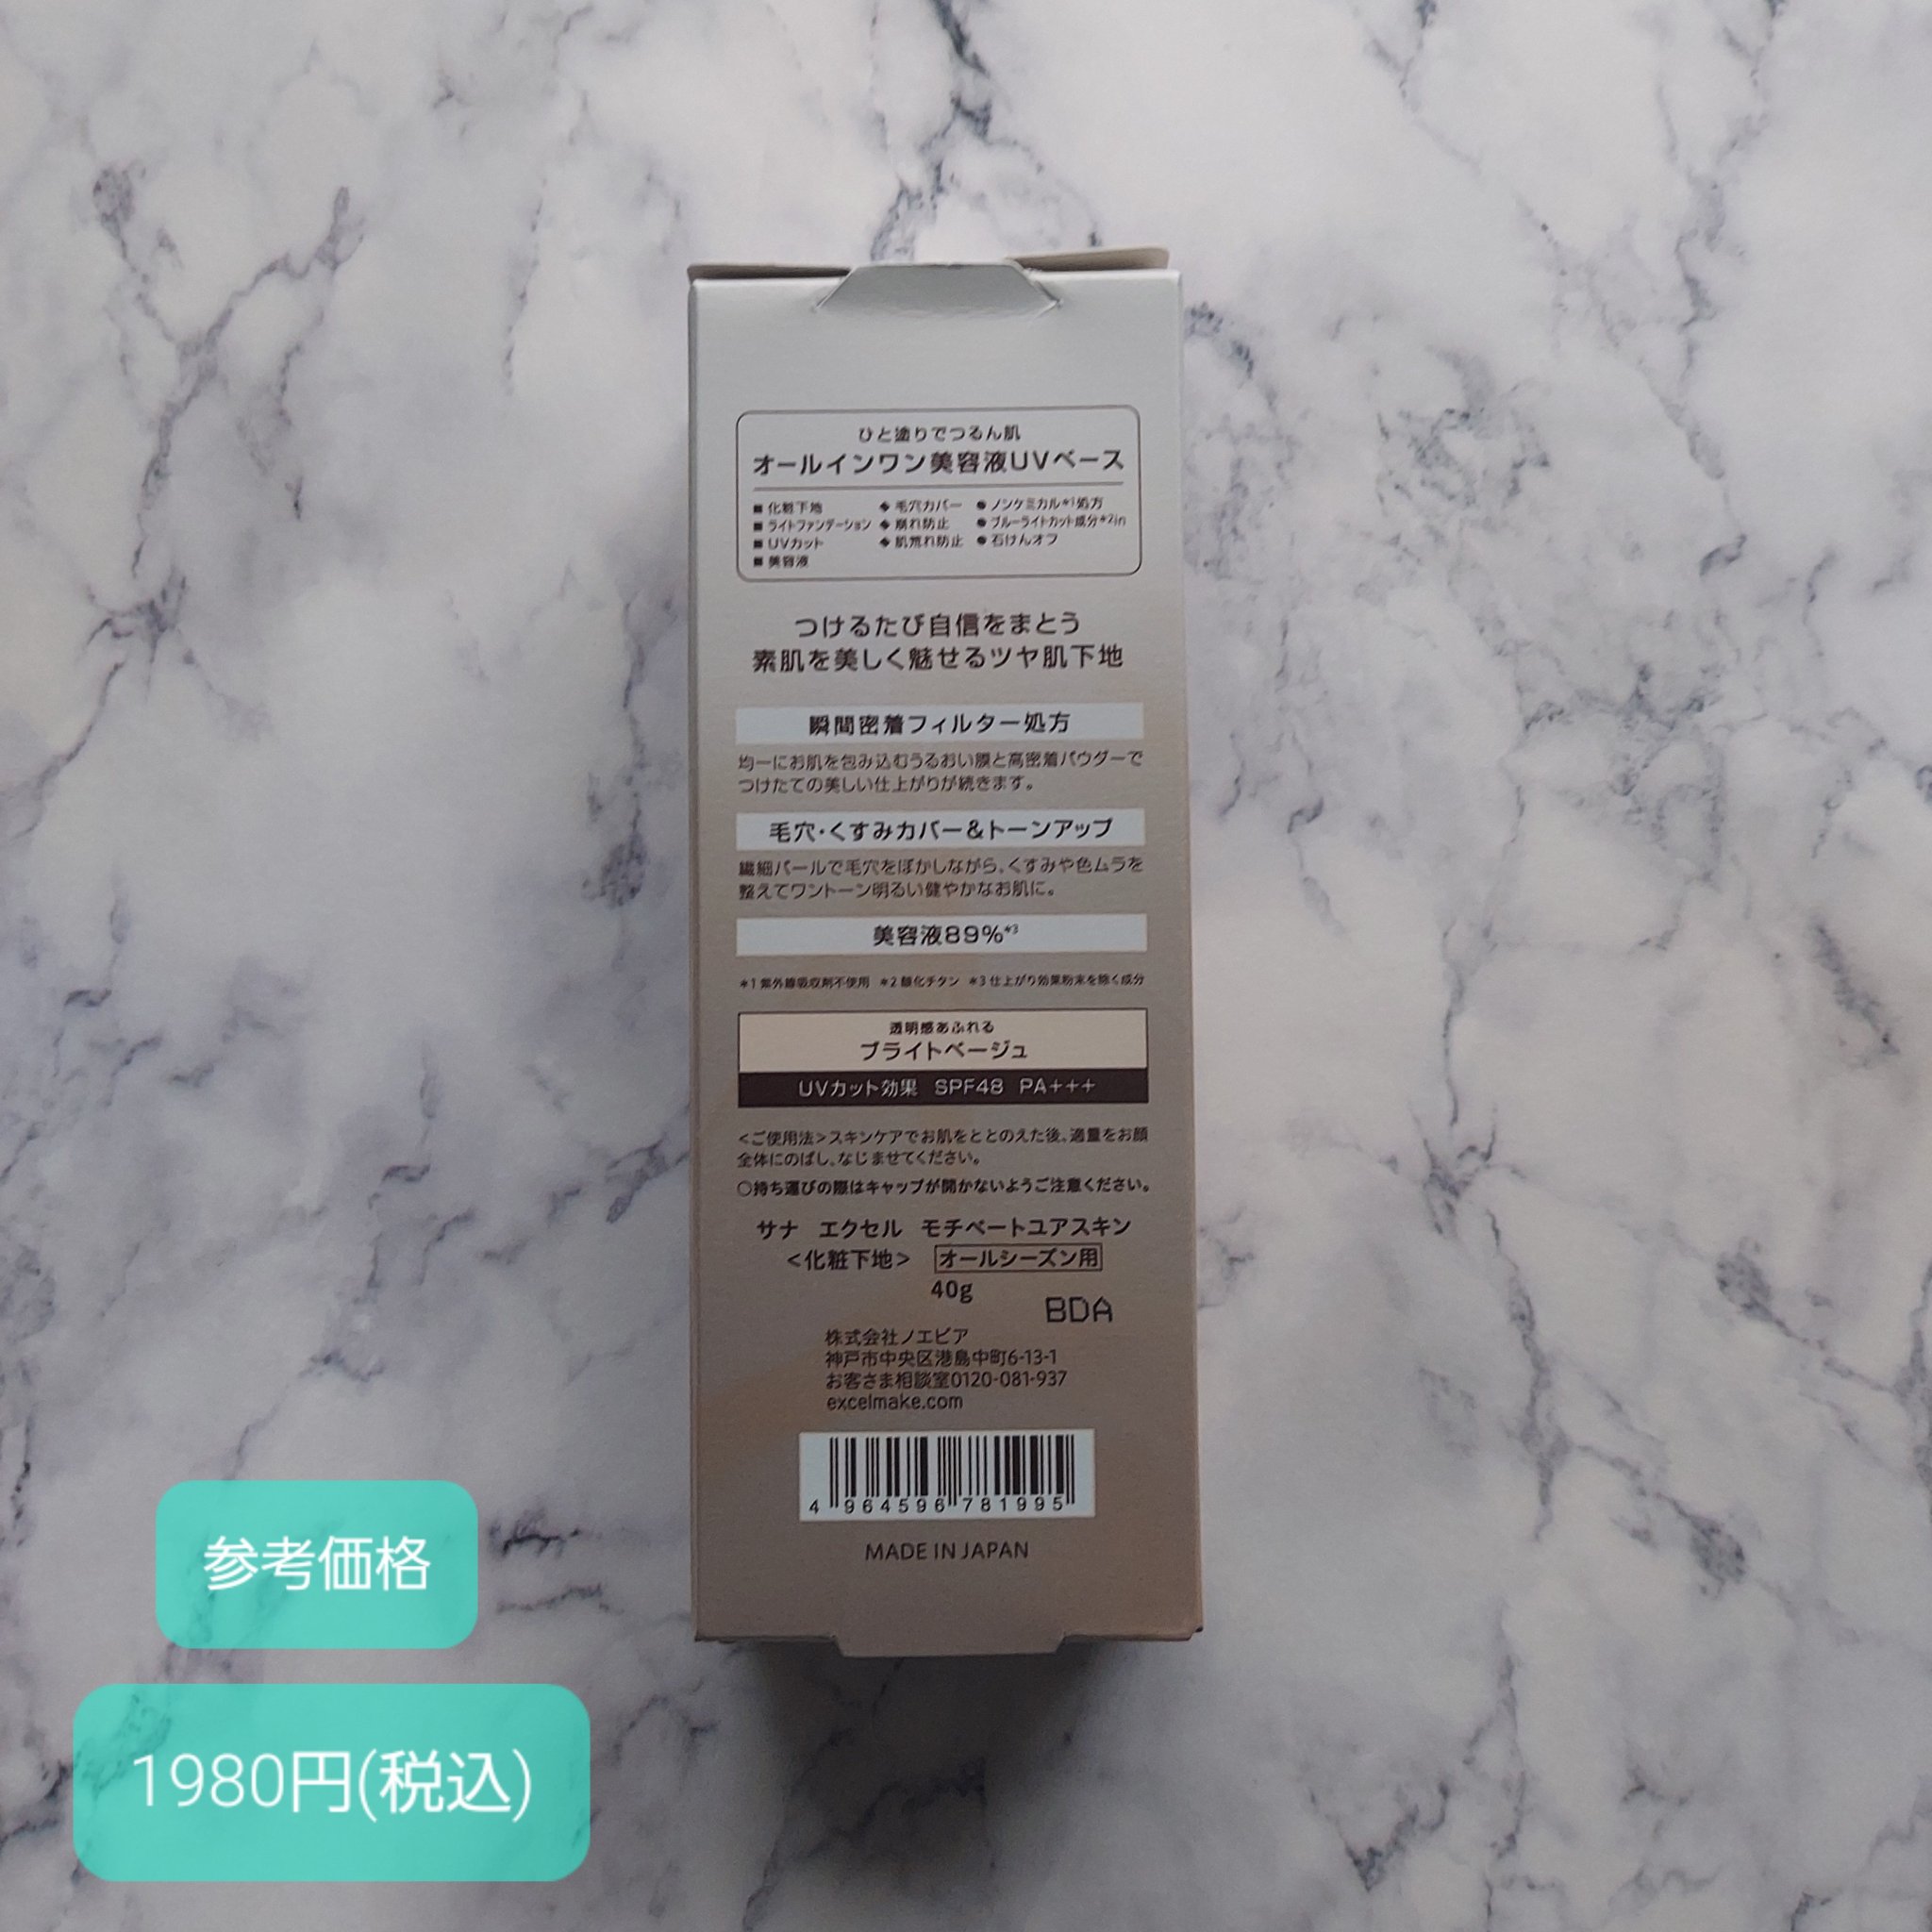 ひと塗りでつるん肌
オールインワン美容液UVベース
■ 化粧下地 ◆ 毛穴カバー ● ノンケミカル*1処方
■ ライトファンデーション ◆ 崩れ防止 ● ブルーライトカット成分*2in
■ UVカット ◆ 肌荒れ防止 ● 石けんオフ
■ 美容液
つけるたび自信をまとう
素肌を美しく魅せるツヤ肌下地
瞬間密着フィルター処方
均一にお肌を包み込むうるおい膜と高密着パウダーで
つけたての美しい仕上がりが続きます。
毛穴・くすみカバー&トーンアップ
繊細パールで毛穴をぼかしながら、くすみや色ムラを
整えてワントーン明るい健やかなお肌に。
美容液89%*3
*1 紫外線吸収剤不使用 *2 酸化チタン *3 仕上がり効果粉末を除く成分
透明感あふれる
ブライトベージュ
UVカット効果 SPF48 PA+++
<ご使用法>スキンケアでお肌をととのえた後、適量をお顔
全体にのばし、なじませてください。
○持ち運びの際はキャップが開かないようご注意ください。
サナ エクセル モチベートユアスキン
<化粧下地> オールシーズン用
40g
BDA
株式会社ノエビア
神戸市中央区港島中町6-13-1
お客さま相談室0120-081-937
excelmake.com
4 964596 781995
MADE IN JAPAN
参考価格
1980円(税込)